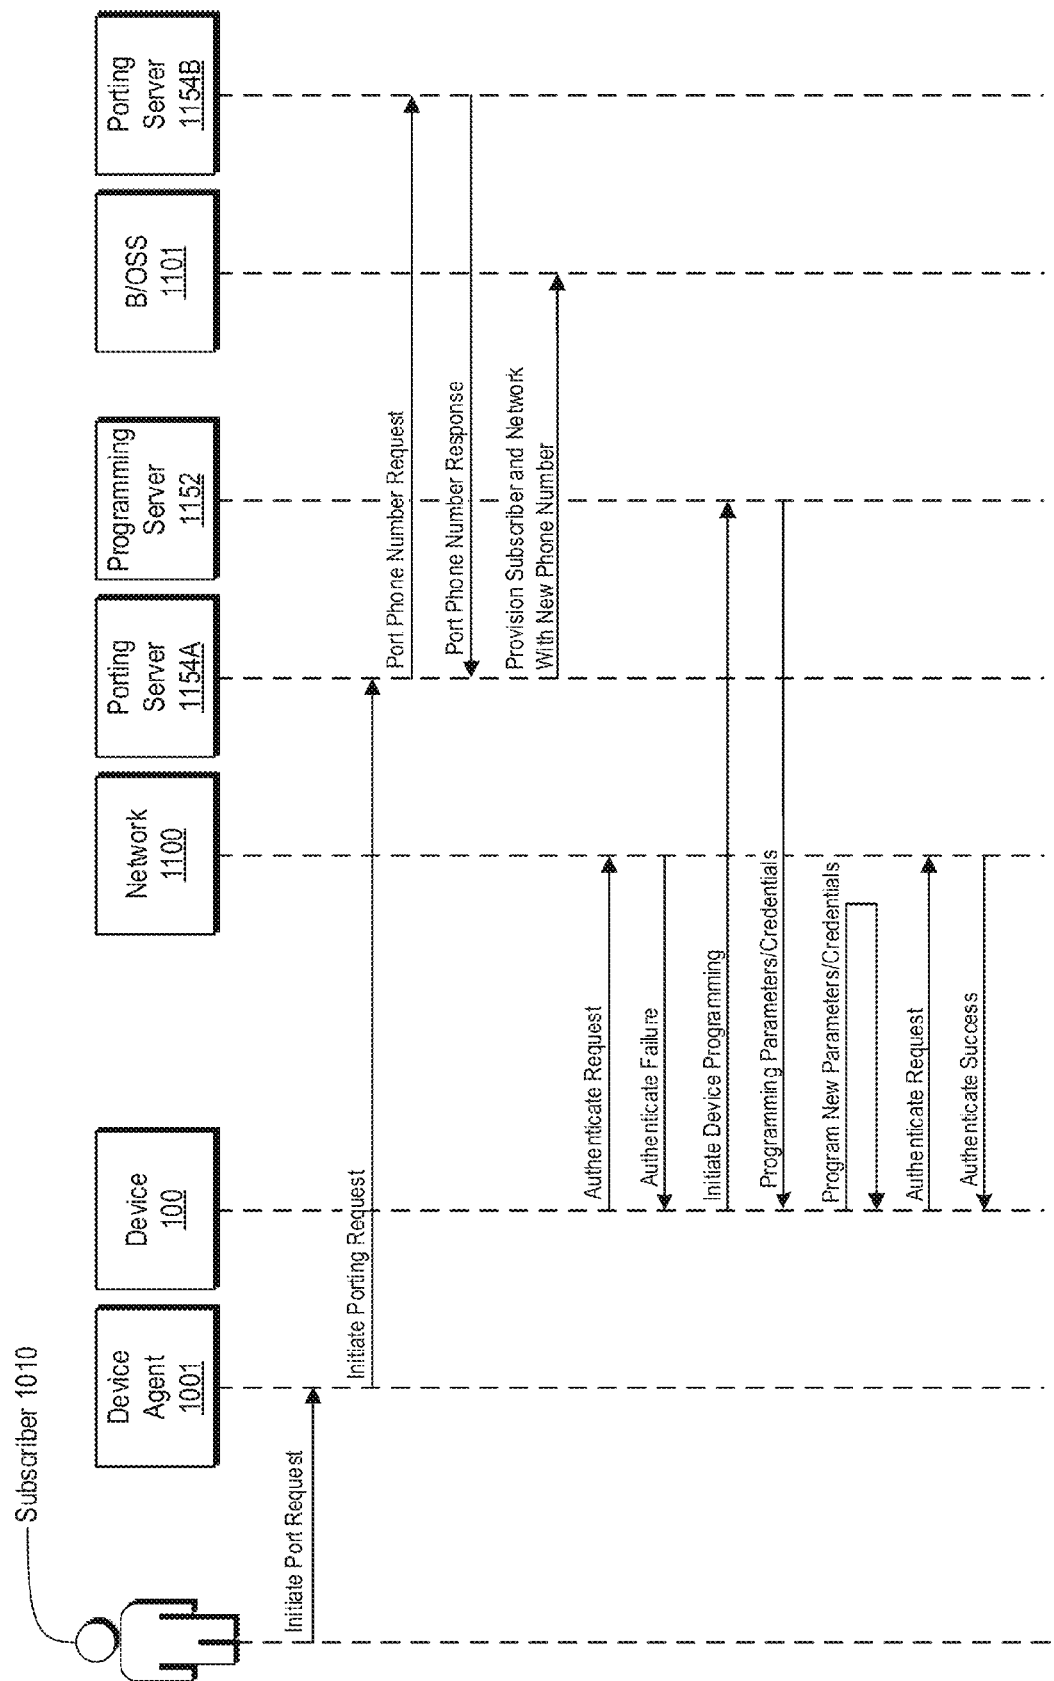 Subscriber 1010
Device
Agent
1001
Device
100
Network
1100
Porting
Server
1154A
Programming
Server
1152
B/OSS
1101
Porting
Server
1154B
Initiate Port Request
Initiate Porting Request
Port Phone Number Request
Port Phone Number Response
Provision Subscriber and Network
With New Phone Number
Authenticate Request
Authenticate Failure
Initiate Device Programming
Programming Parameters/Credentials
Program New Parameters/Credentials
Authenticate Request
Authenticate Success